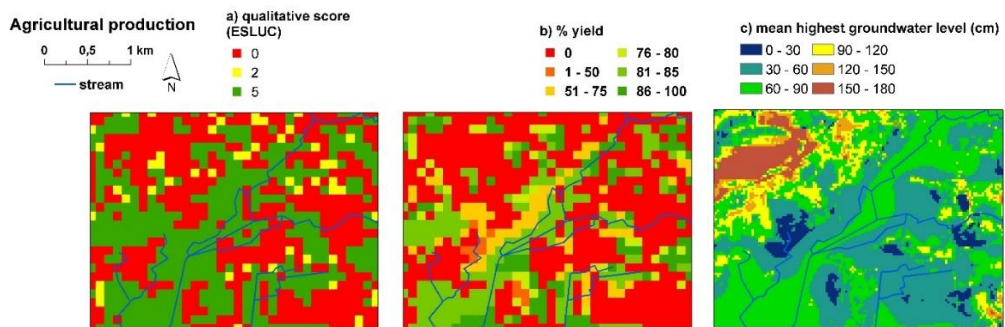 Agricultural production
0 0,5 1 km
stream
N
a) qualitative score
(ESLUC)
0
2
5
b) % yield
0 76 - 80
1 - 50 81 - 85
51 - 75 86 - 100
c) mean highest groundwater level (cm)
0 - 30 90 - 120
30 - 60 120 - 150
60 - 90 150 - 180